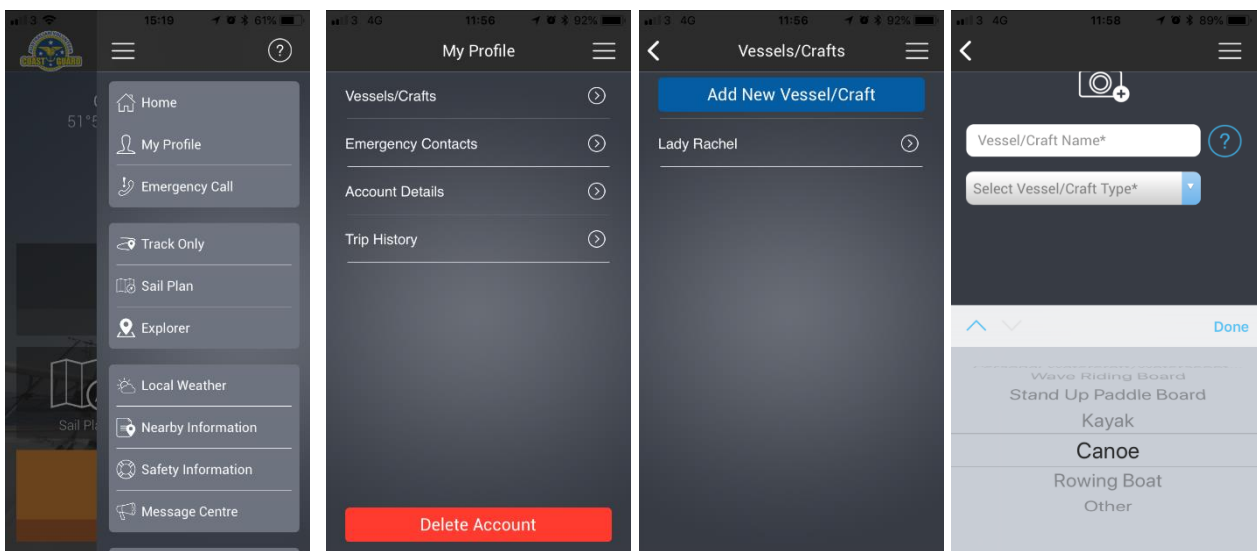 3 15:19 61%
COAST GUARD
?
Home
51°5
My Profile
Emergency Call
Track Only
Sail Plan
Explorer
Local Weather
Sail Pl
Nearby Information
Safety Information
Message Centre
3 4G 11:56 92%
My Profile
Vessels/Crafts
Emergency Contacts
Account Details
Trip History
Delete Account
3 4G 11:56 92%
Vessels/Crafts
Add New Vessel/Craft
Lady Rachel
3 4G 11:58 89%
Vessel/Craft Name*
?
Select Vessel/Craft Type*
Done
Wave Riding Board
Stand Up Paddle Board
Kayak
Canoe
Rowing Boat
Other